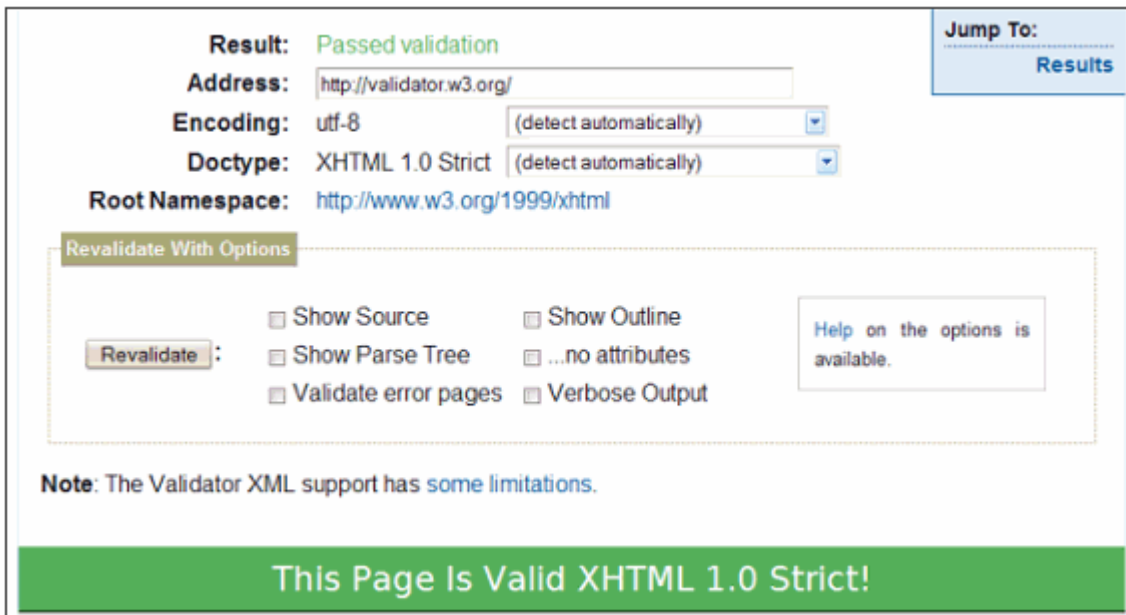 Result: Passed validation
Jump To:
Results
Address: http://validator.w3.org/
Encoding: utf-8 (detect automatically)
Doctype: XHTML 1.0 Strict (detect automatically)
Root Namespace: http://www.w3.org/1999/xhtml
Revalidate With Options
Show Source Show Outline
Revalidate : Show Parse Tree ...no attributes
Validate error pages Verbose Output
Help on the options is
available.
Note: The Validator XML support has some limitations.
This Page Is Valid XHTML 1.0 Strict!